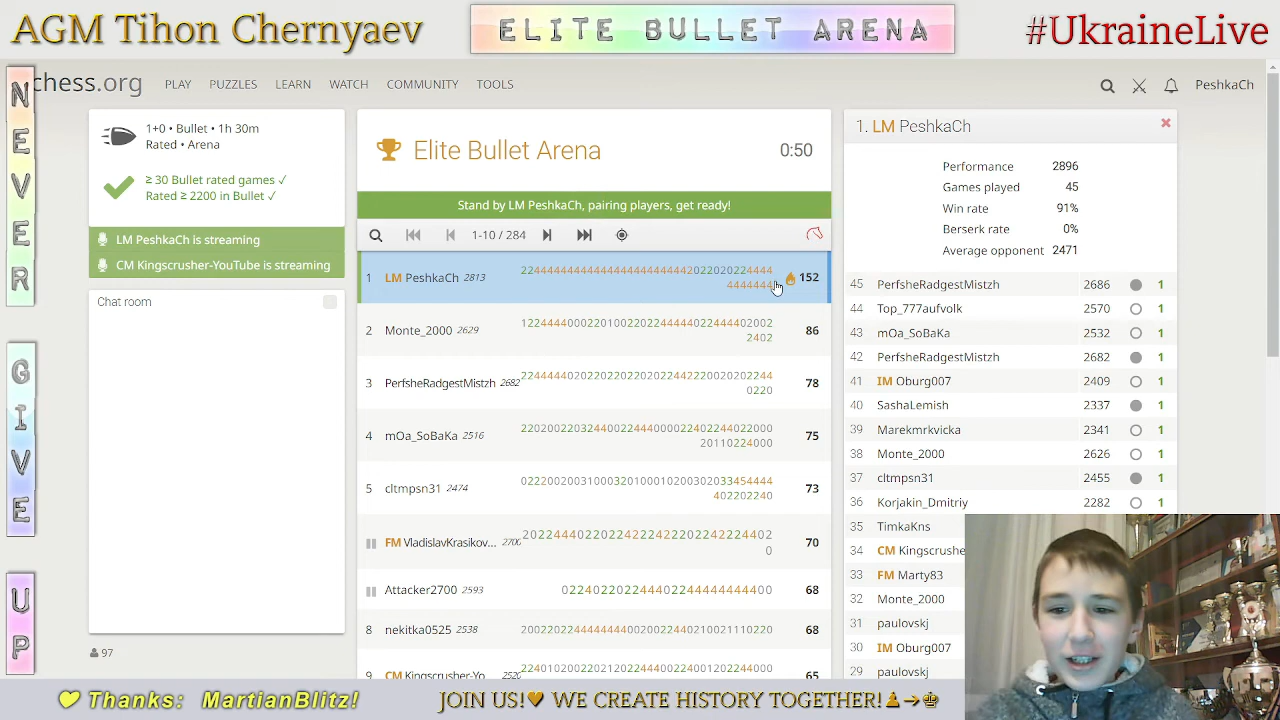 AGM Tihon Chernyaev
ELITE BULLET ARENA
#UkraineLive
NEVER
GIVE
UP
chess.org
PLAY PUZZLES LEARN WATCH COMMUNITY TOOLS
PeshkaCh
1+0 • Bullet • 1h 30m
Rated • Arena
≥ 30 Bullet rated games ✓
Rated ≥ 2200 in Bullet ✓
LM PeshkaCh is streaming
CM Kingscrusher-YouTube is streaming
Chat room
97
Elite Bullet Arena
0:50
Stand by LM PeshkaCh, pairing players, get ready!
1-10 / 284
1 LM PeshkaCh 2813 152
2 Monte_2000 2629 86
3 PerfsheRadgestMistzh 2682 78
4 mOa_SoBaKa 2516 75
5 cltmpsn31 2474 73
FM VladislavKrasikov... 2700 70
Attacker2700 2593 68
8 nekitka0525 2538 68
9 CM Kingscrusher-Yo... 65
1. LM PeshkaCh
Performance 2896
Games played 45
Win rate 91%
Berserk rate 0%
Average opponent 2471
45 PerfsheRadgestMistzh 2686 1
44 Top_777aufvolk 2570 1
43 mOa_SoBaKa 2532 1
42 PerfsheRadgestMistzh 2682 1
41 IM Oburg007 2409 1
40 SashaLemish 2337 1
39 Marekmrkvicka 2341 1
38 Monte_2000 2626 1
37 cltmpsn31 2455 1
36 Korjakin_Dmitriy 2282 1
35 TimkaKns
34 CM Kingscrushe
33 FM Marty83
32 Monte_2000
31 paulovskj
30 IM Oburg007
29 paulovskj
Thanks: MartianBlitz!
JOIN US! WE CREATE HISTORY TOGETHER!